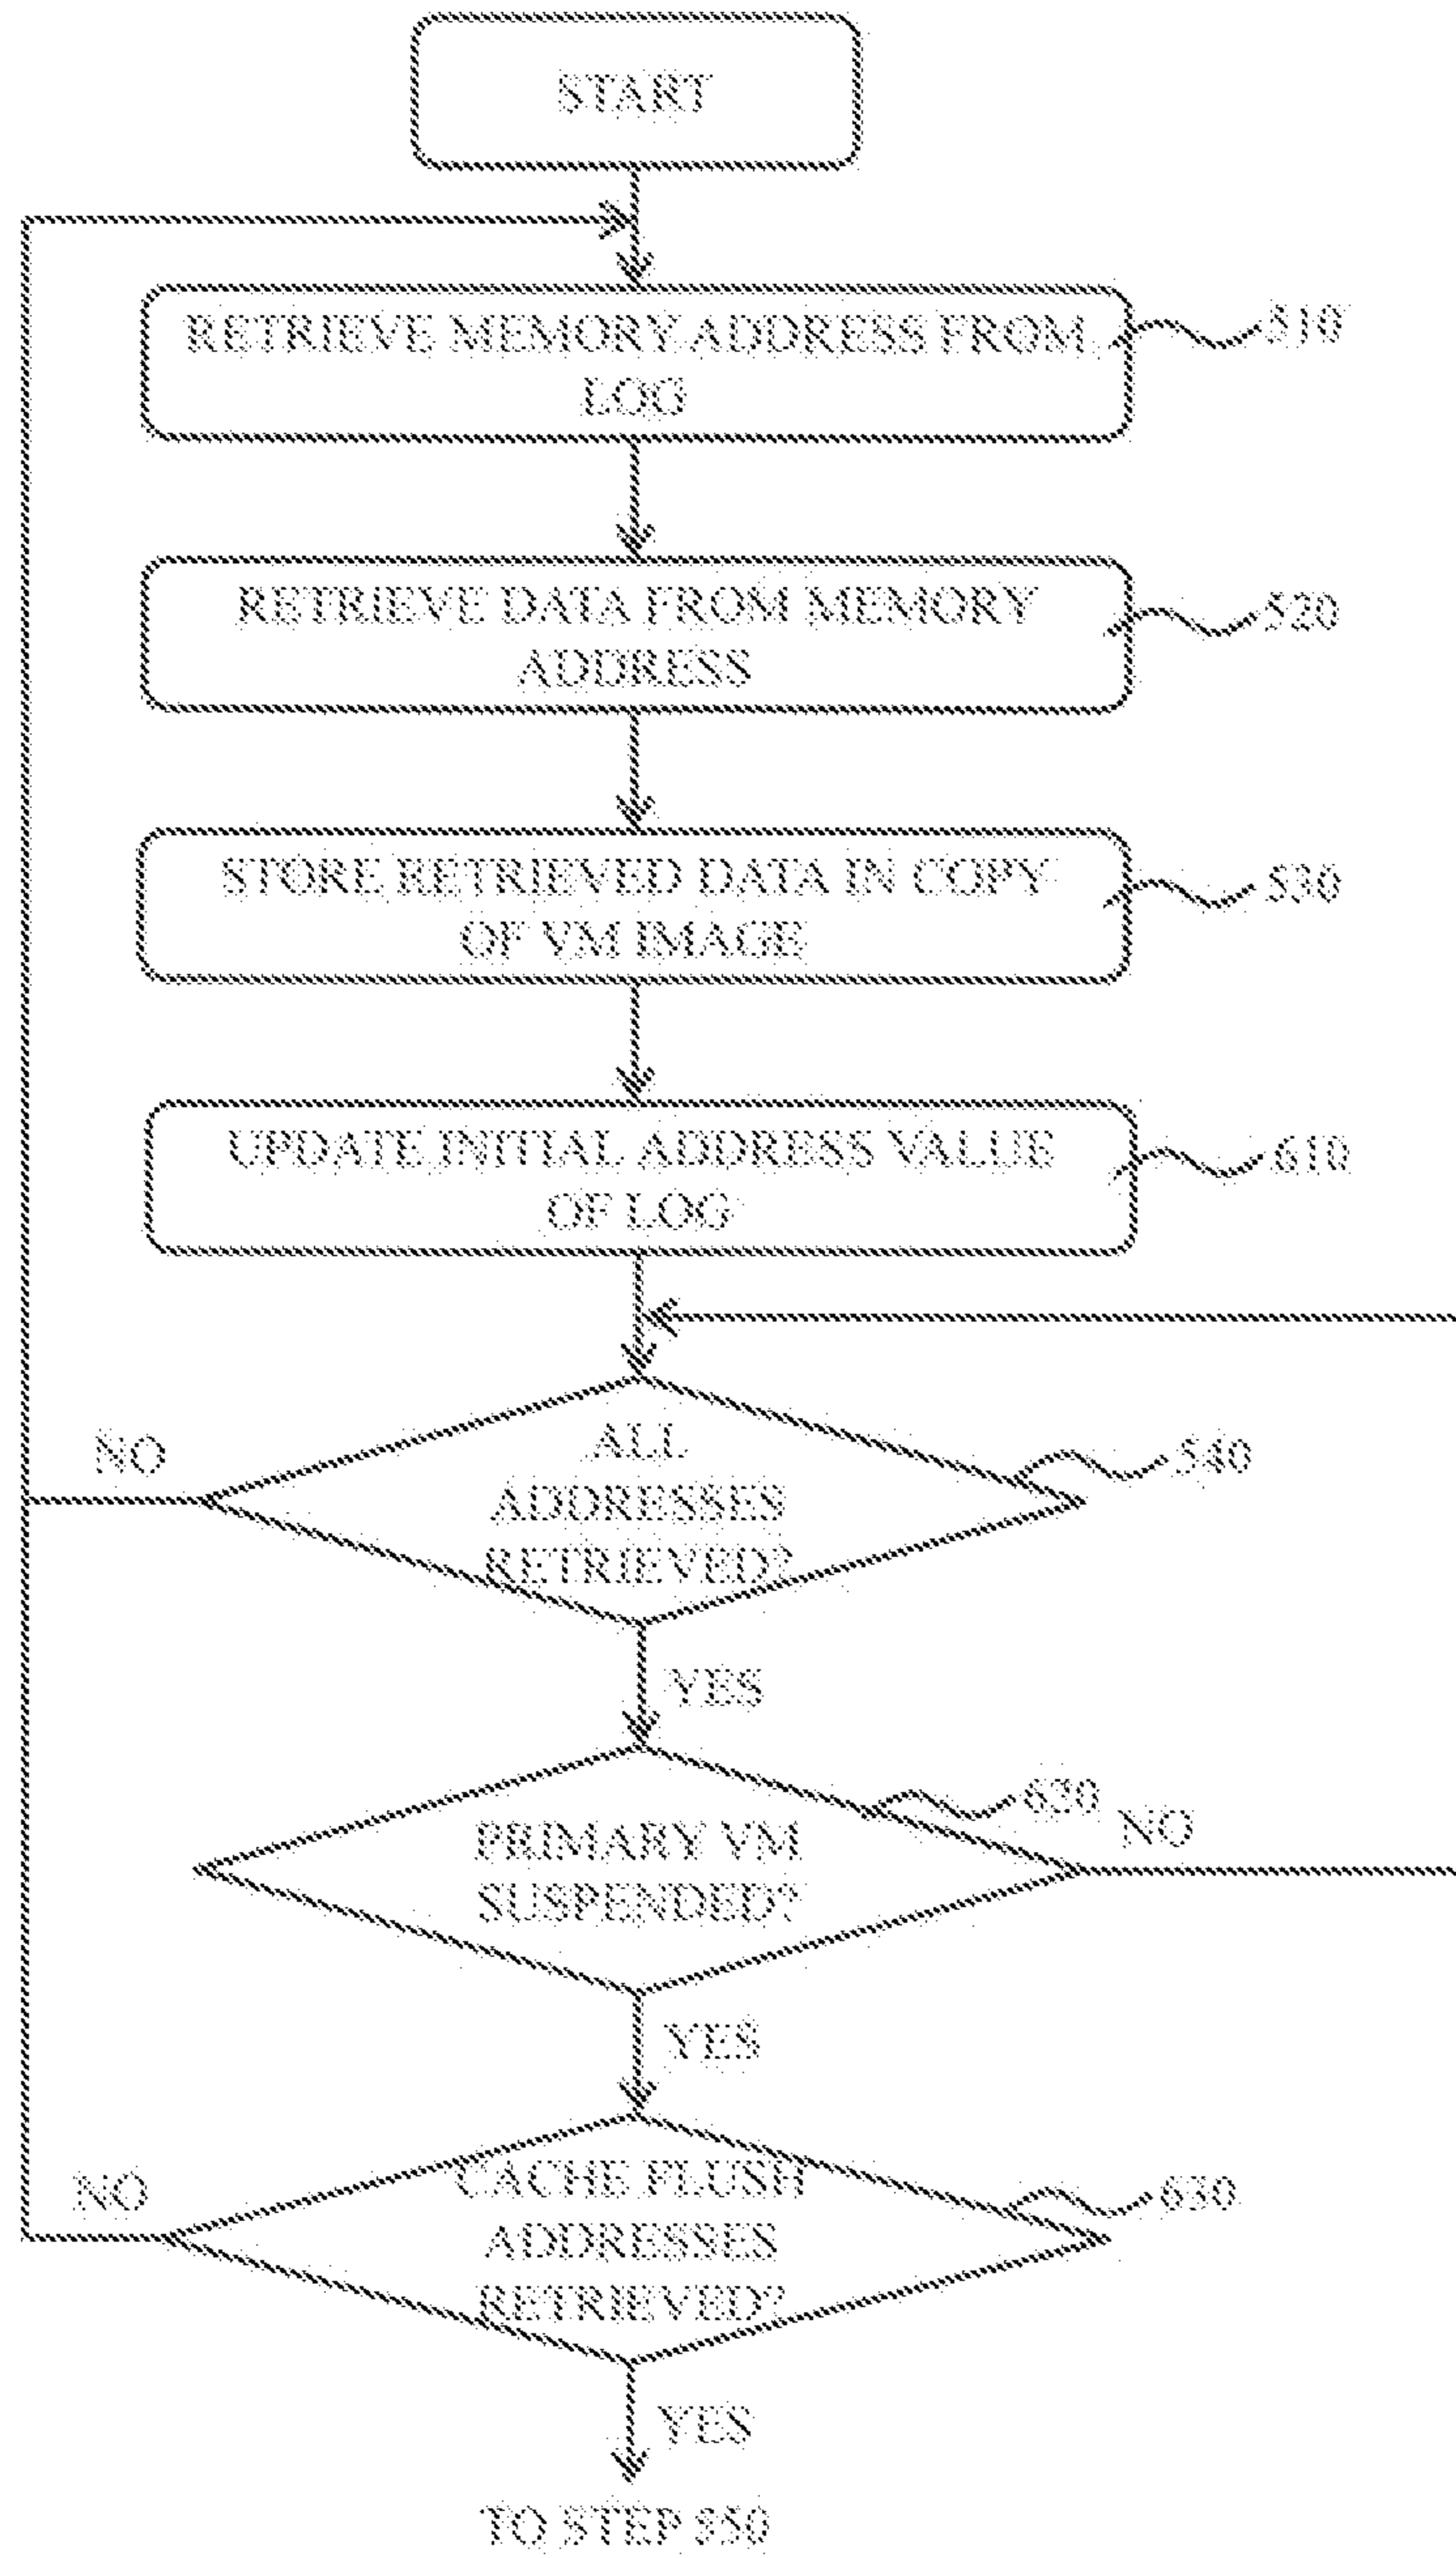 START
RETRIEVE MEMORY ADDRESS FROM
LOG
510
RETRIEVE DATA FROM MEMORY
ADDRESS
520
STORE RETRIEVED DATA IN COPY
OF VM IMAGE
530
UPDATE INITIAL ADDRESS VALUE
OF LOG
610
NO
ALL
ADDRESSES
RETRIEVED?
540
YES
630
NO
PRIMARY VM
SUSPENDED?
YES
NO
CACHE FLUSH
ADDRESSES
RETRIEVED?
630
YES
TO STEP 850